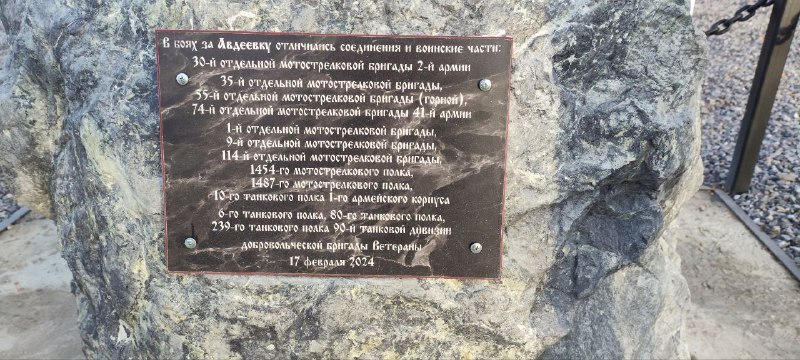 В боях за Авдеевку отличились соединения и воинские части:
30-й отдельной мотострелковой бригады 2-й армии
35-й отдельной мотострелковой бригады,
55-й отдельной мотострелковой бригады (горной),
74-й отдельной мотострелковой бригады 41-й армии
1-й отдельной мотострелковой бригады,
9-й отдельной мотострелковой бригады,
114-й отдельной мотострелковой бригады,
1454-го мотострелкового полка,
1487-го мотострелкового полка,
10-го танкового полка 1-го армейского корпуса
6-го танкового полка, 80-го танкового полка,
239-го танкового полка 90-й танковой дивизии
добровольческой бригады Ветераны
17 февраля 2024